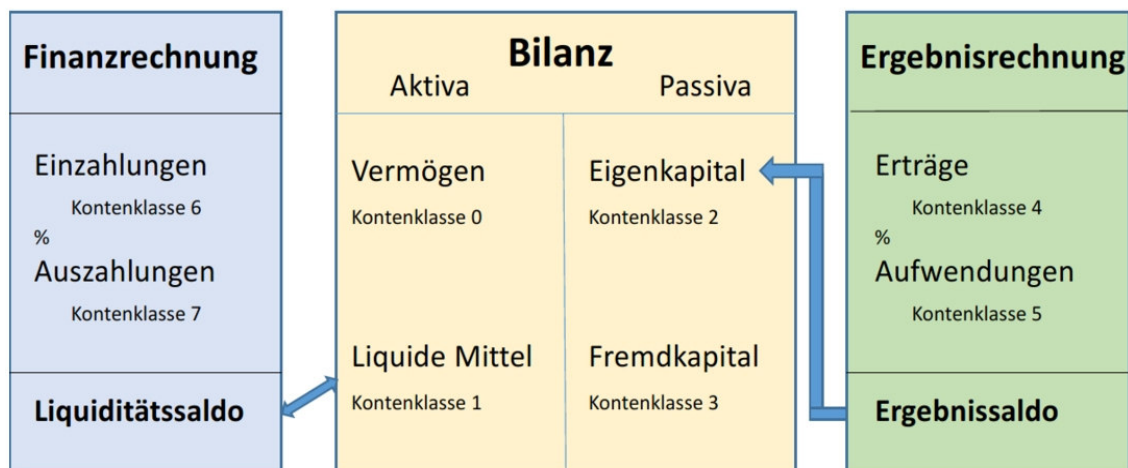 Finanzrechnung
Einzahlungen
Kontenklasse 6
%
Auszahlungen
Kontenklasse 7
Liquiditätssaldo
Bilanz
Aktiva
Passiva
Vermögen
Kontenklasse 0
Liquide Mittel
Kontenklasse 1
Eigenkapital
Kontenklasse 2
Fremdkapital
Kontenklasse 3
Ergebnisrechnung
Erträge
Kontenklasse 4
%
Aufwendungen
Kontenklasse 5
Ergebnissaldo